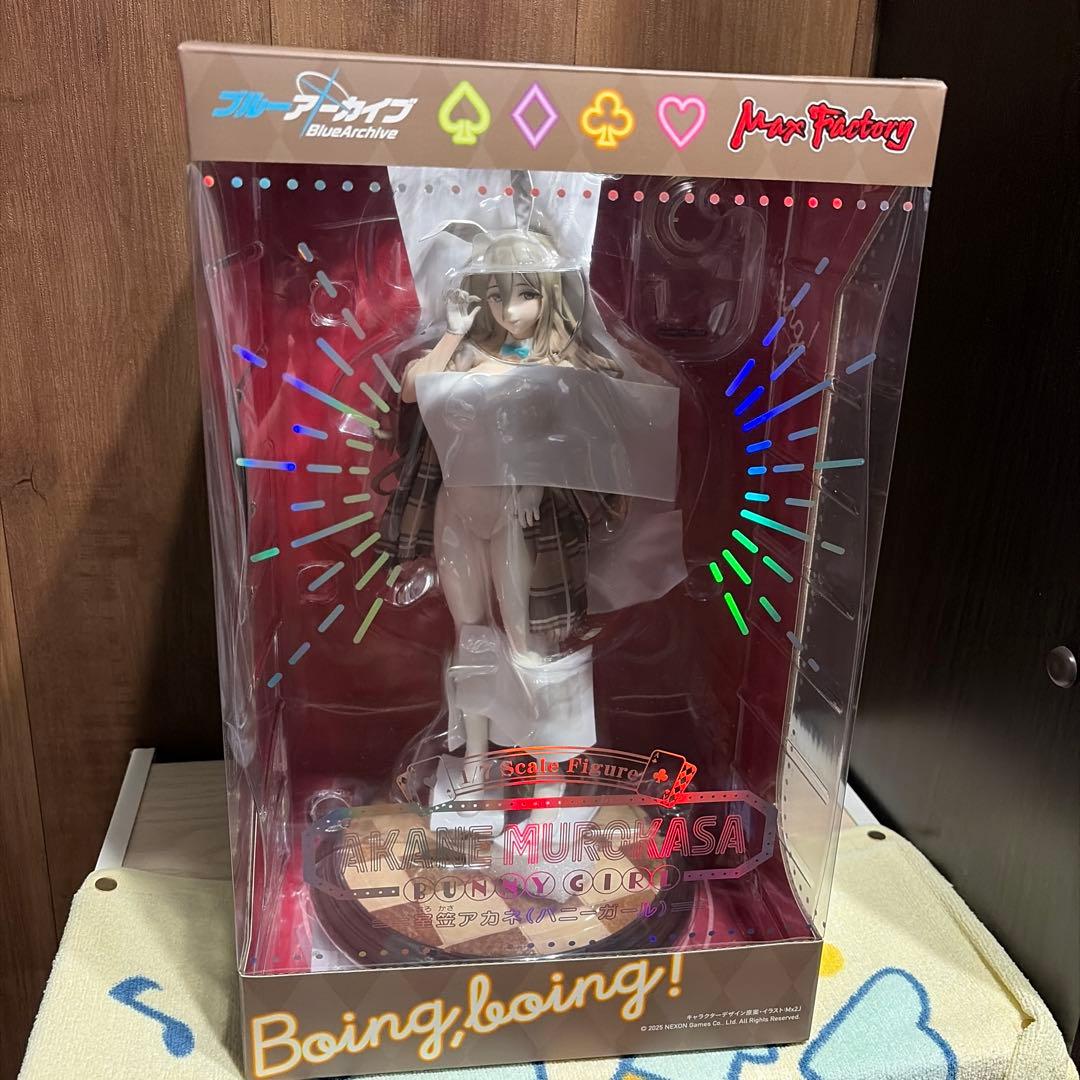 ブルーアーカイブ
BlueArchive
Max Factory
1/7 Scale Figure
AKANE MUROKASA
BUNNY GIRL
室笠アカネ(バニーガール)
Boing,boing!
キャラクターデザイン原案・イラスト:Mx2J
© 2025 NEXON Games Co., Ltd. All Rights Reserved.